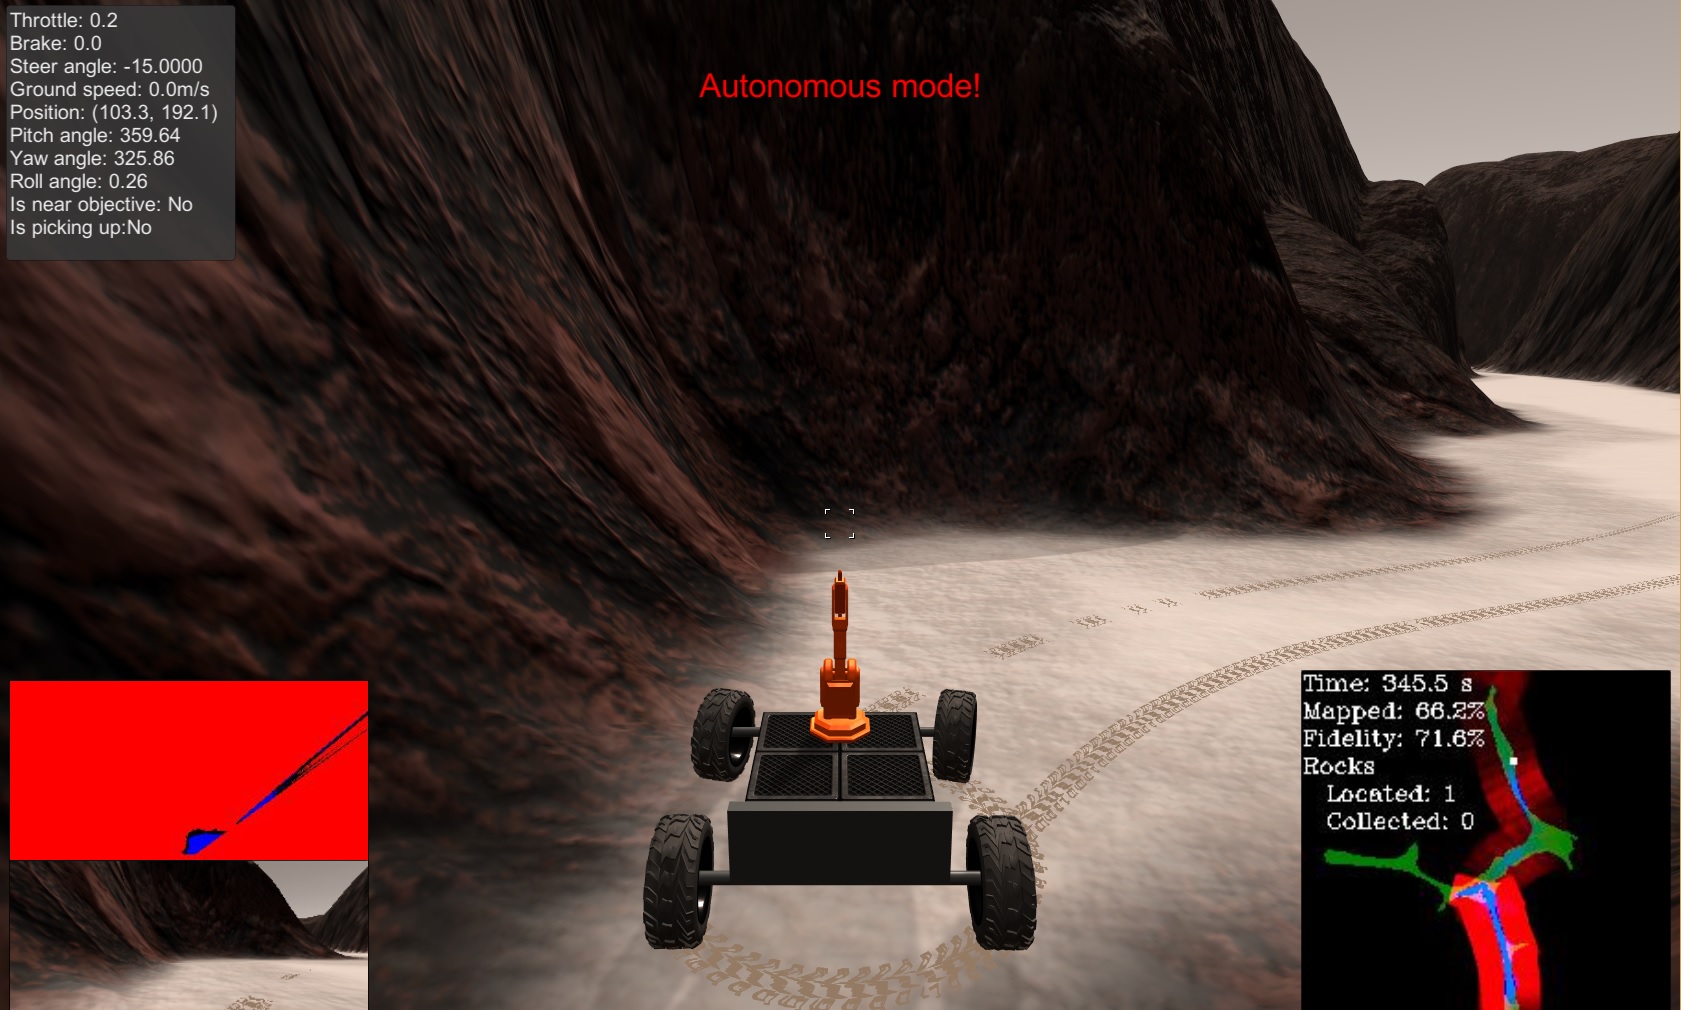 Throttle: 0.2
Brake: 0.0
Steer angle: -15.0000
Ground speed: 0.0m/s
Position: (103.3, 192.1)
Pitch angle: 359.64
Yaw angle: 325.86
Roll angle: 0.26
Is near objective: No
Is picking up:No
Autonomous mode!
Time: 345.5 s
Mapped: 66.2%
Fidelity: 71.6%
Rocks
Located: 1
Collected: 0